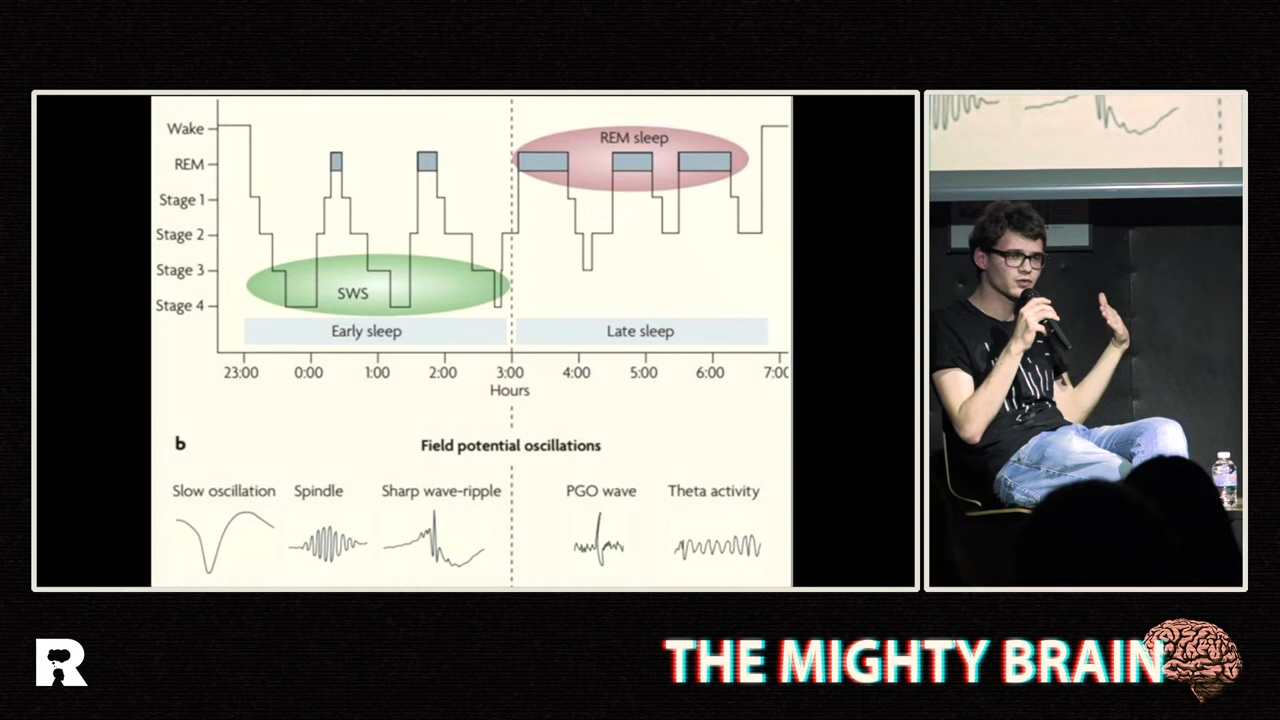 Wake
REM
Stage 1
Stage 2
Stage 3
Stage 4
REM sleep
SWS
Early sleep
Late sleep
23:00 0:00 1:00 2:00 3:00 4:00 5:00 6:00 7:00
Hours
b
Field potential oscillations
Slow oscillation Spindle Sharp wave-ripple PGO wave Theta activity
R
THE MIGHTY BRAIN